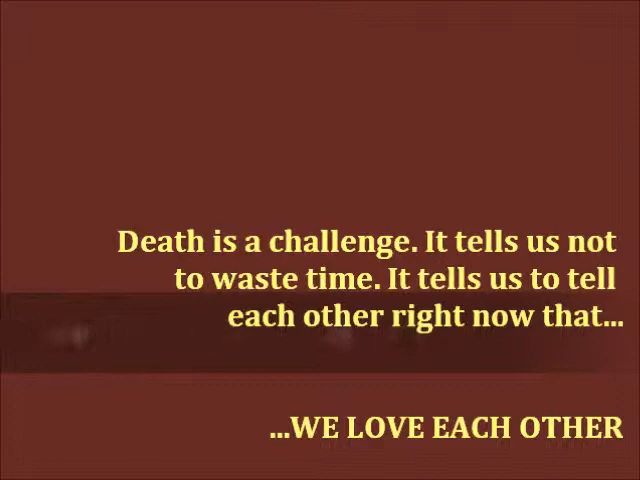 Death is a challenge. It tells us not
to waste time. It tells us to tell
each other right now that...
...WE LOVE EACH OTHER